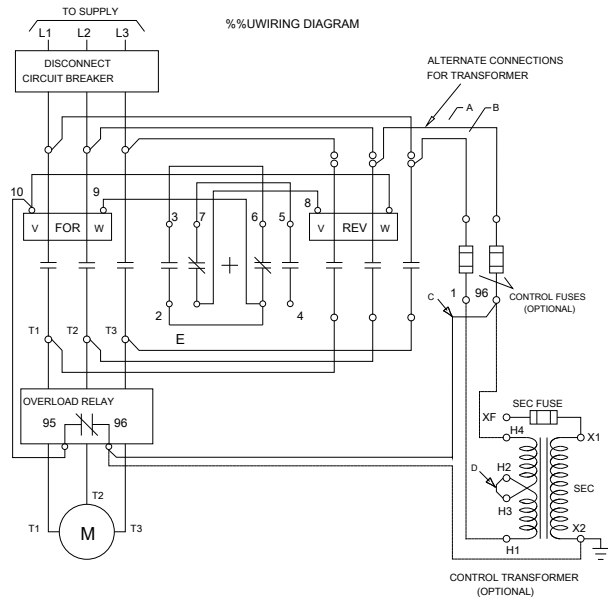 TO SUPPLY
%%UWIRING DIAGRAM
L1 L2 L3
DISCONNECT
CIRCUIT BREAKER
ALTERNATE CONNECTIONS
FOR TRANSFORMER
A B
10 9 8
3 7 6 5
V FOR W
V REV W
2 4
E
C 1 96
CONTROL FUSES
(OPTIONAL)
T1 T2 T3
OVERLOAD RELAY
95 96
SEC FUSE
XF
H4 X1
D H2
H3
SEC
X2
H1
T2
T1 M T3
CONTROL TRANSFORMER
(OPTIONAL)